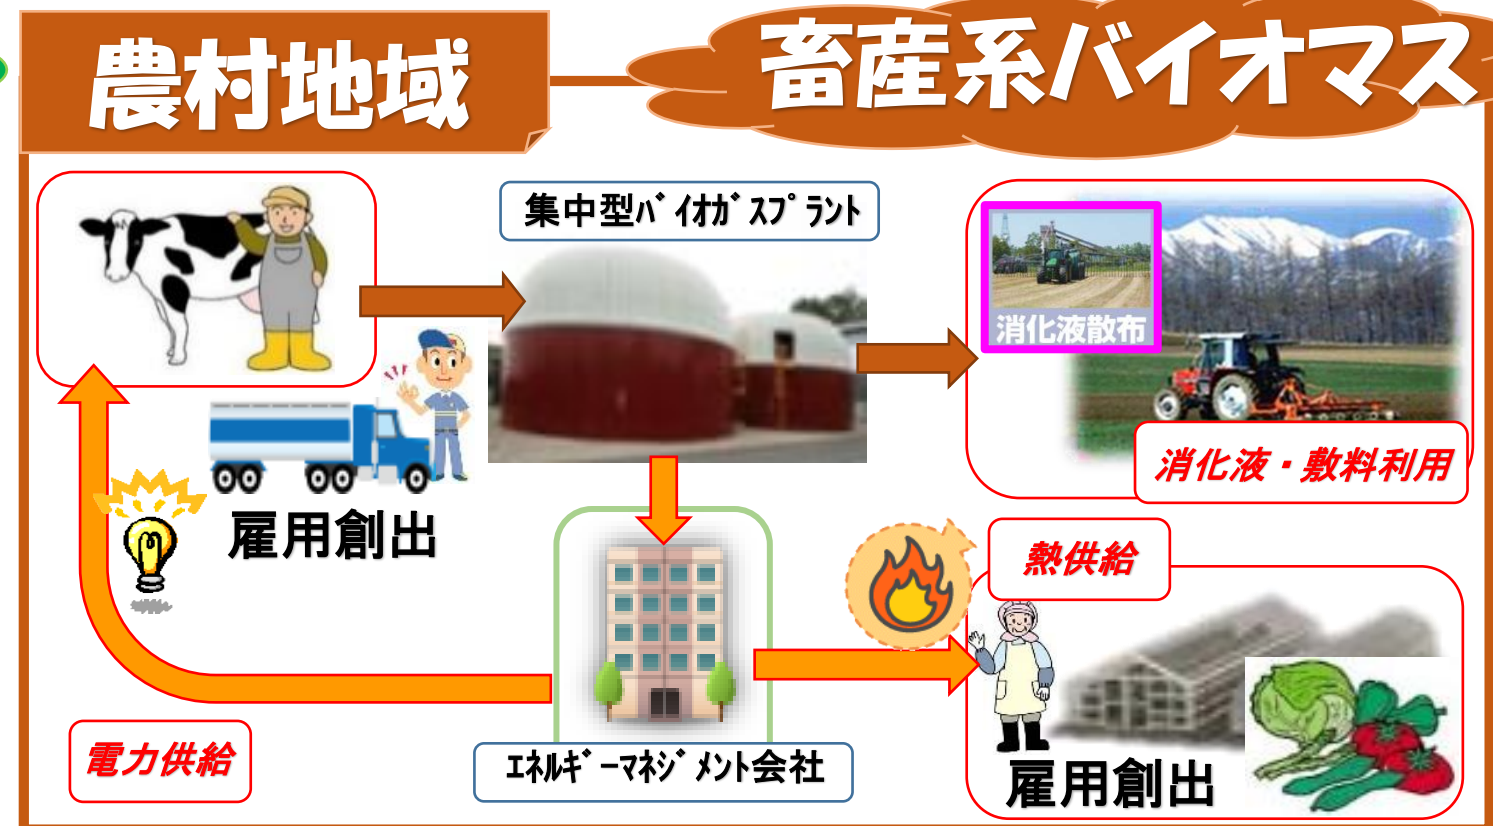 農村地域
畜産系バイオマス
集中型ﾊﾞｲｵｶﾞｽﾌﾟﾗﾝﾄ
消化液散布
消化液・敷料利用
雇用創出
熱供給
電力供給
ｴﾈﾙｷﾞｰﾏﾈｼﾞﾒﾝﾄ会社
雇用創出